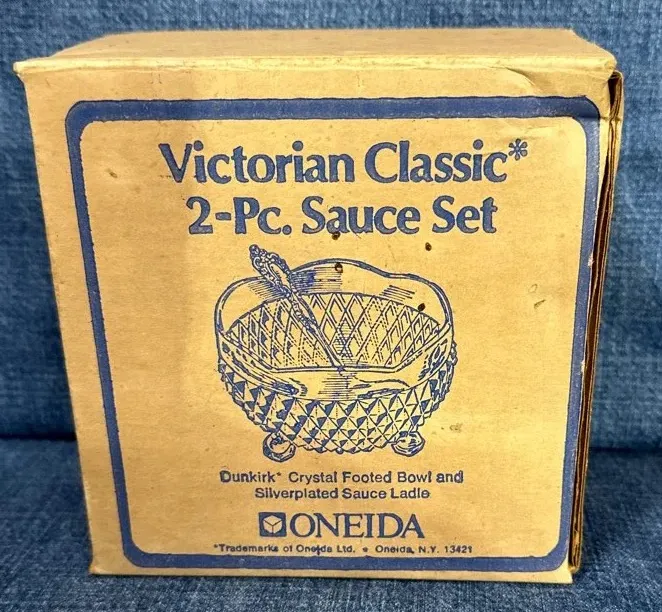 Victorian Classic*
2-Pc. Sauce Set
Dunkirk* Crystal Footed Bowl and
Silverplated Sauce Ladle
ONEIDA
*Trademarks of Oneida Ltd. • Oneida, N.Y. 13421